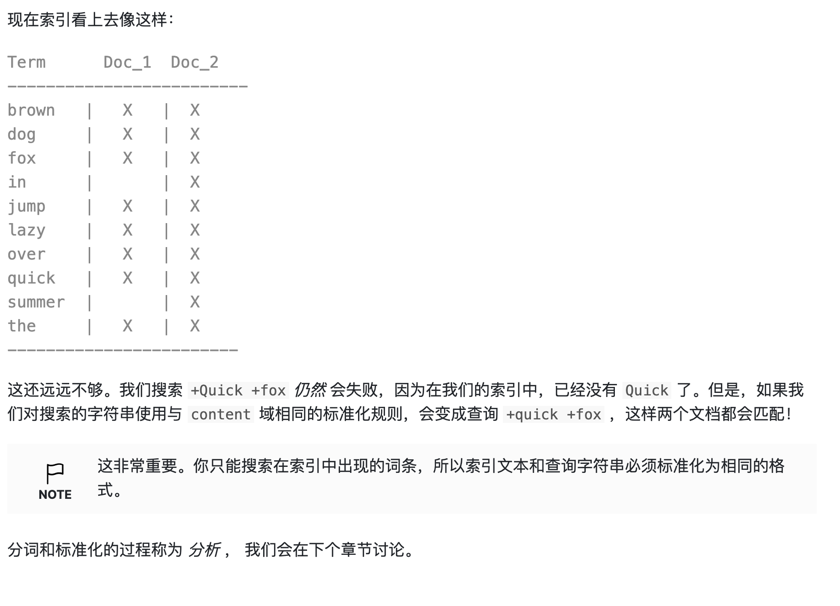 现在索引看上去像这样：
Term      Doc_1  Doc_2
-------------------------
brown   |   X   |  X
dog     |   X   |  X
fox     |   X   |  X
in      |       |  X
jump    |   X   |  X
lazy    |   X   |  X
over    |   X   |  X
quick   |   X   |  X
summer  |       |  X
the     |   X   |  X
------------------------
这还远远不够。我们搜索 +Quick +fox 仍然 会失败，因为在我们的索引中，已经没有 Quick 了。但是，如果我
们对搜索的字符串使用与 content 域相同的标准化规则，会变成查询 +quick +fox ，这样两个文档都会匹配！
这非常重要。你只能搜索在索引中出现的词条，所以索引文本和查询字符串必须标准化为相同的格
式。
NOTE
分词和标准化的过程称为 分析 ， 我们会在下个章节讨论。